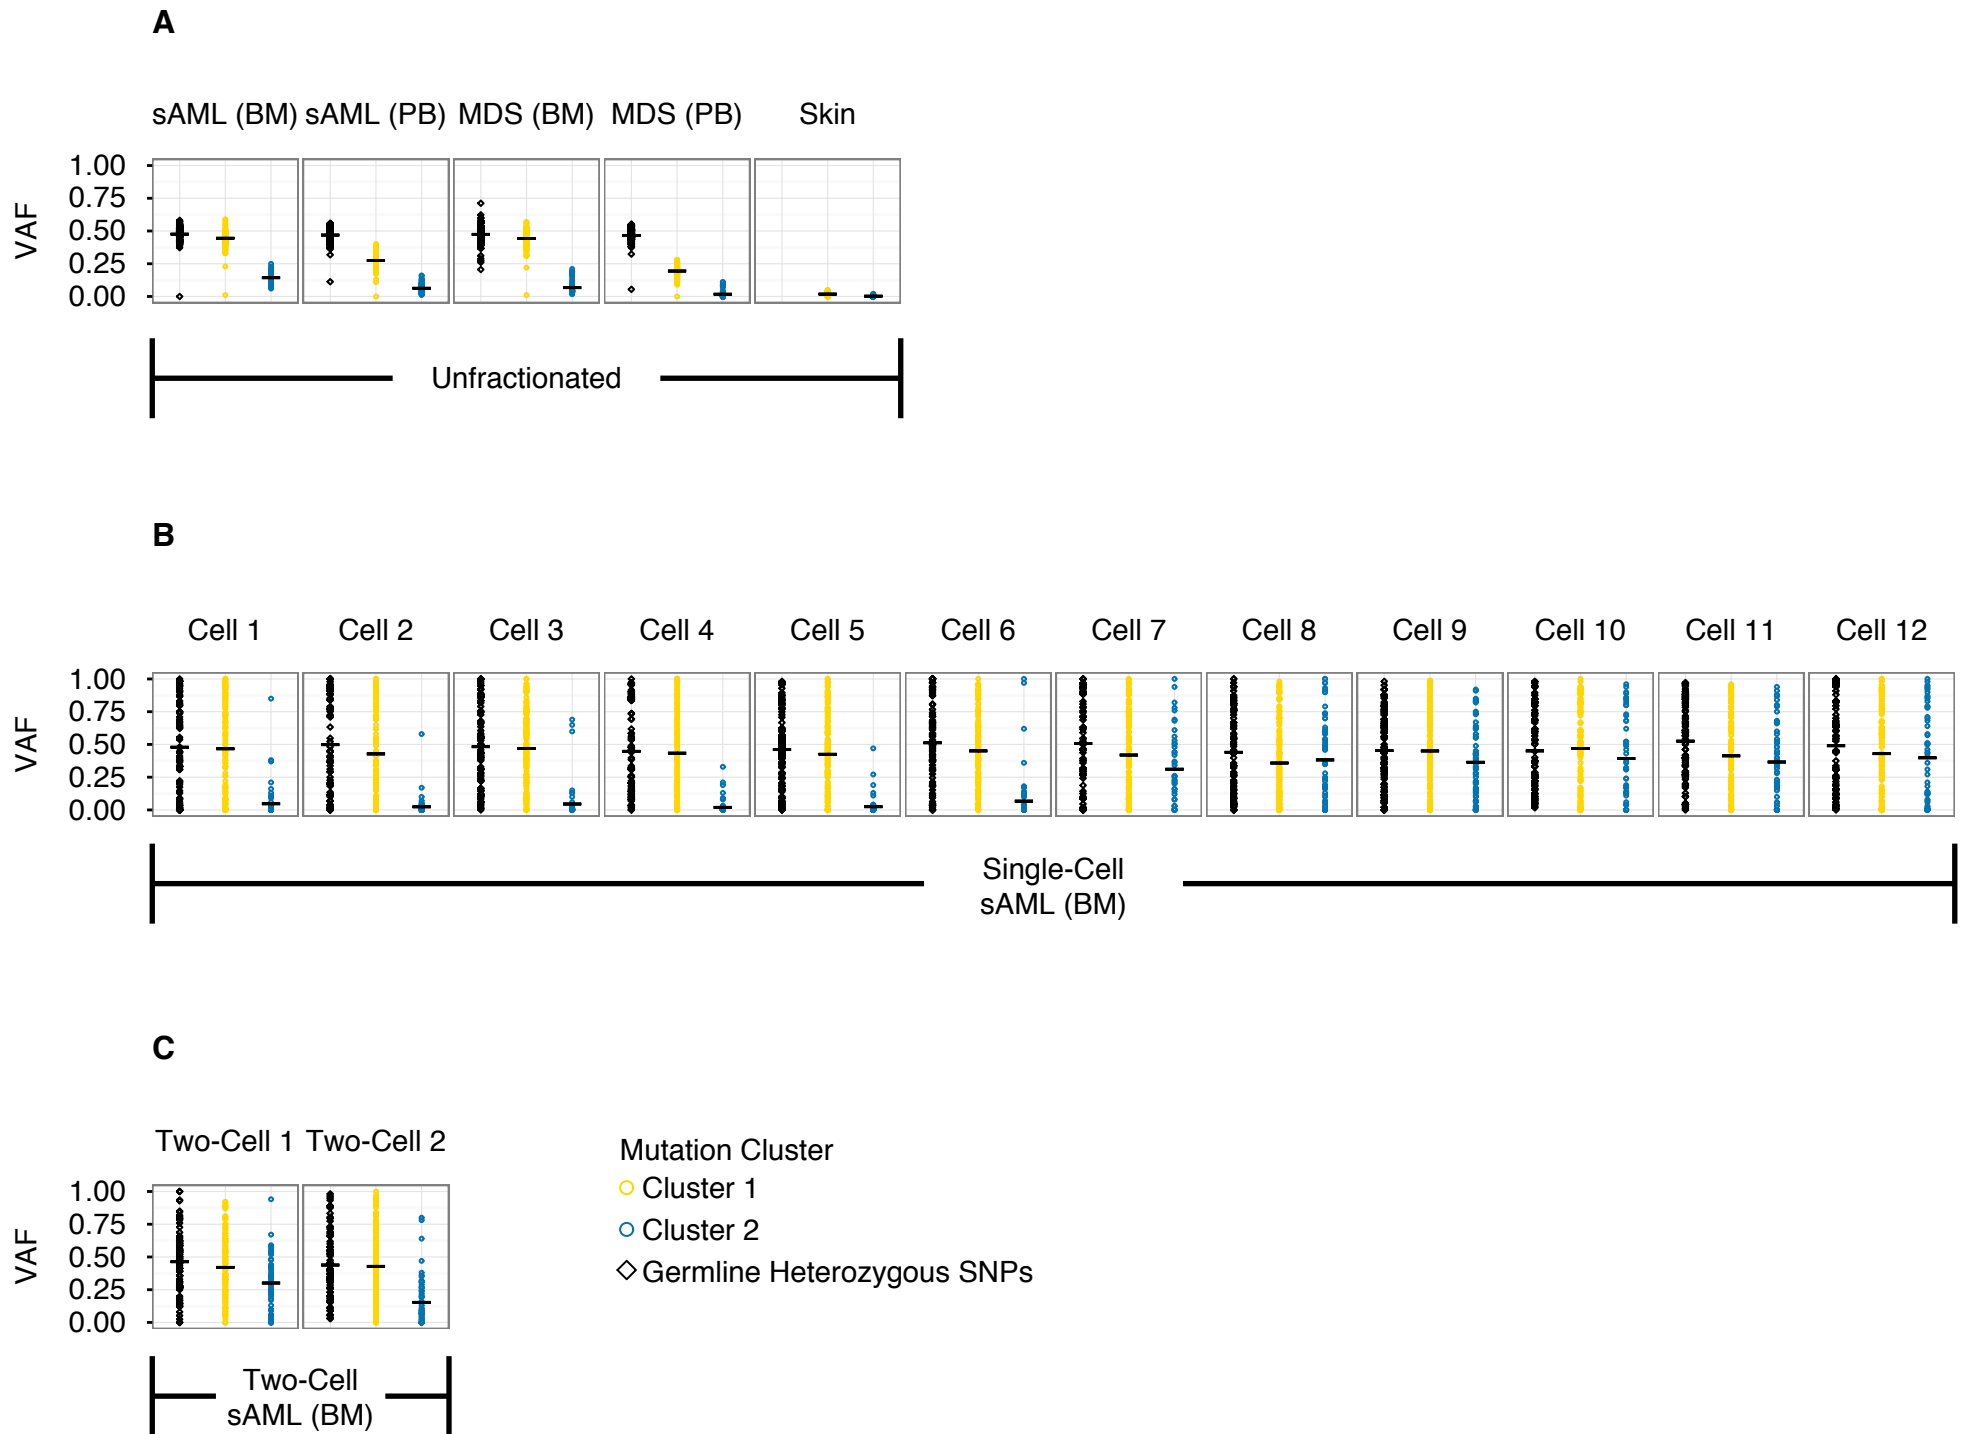 A
sAML (BM) sAML (PB) MDS (BM) MDS (PB) Skin
VAF
1.00
0.75
0.50
0.25
0.00
Unfractionated
B
Cell 1 Cell 2 Cell 3 Cell 4 Cell 5 Cell 6 Cell 7 Cell 8 Cell 9 Cell 10 Cell 11 Cell 12
VAF
1.00
0.75
0.50
0.25
0.00
Single-Cell
sAML (BM)
C
Two-Cell 1 Two-Cell 2
VAF
1.00
0.75
0.50
0.25
0.00
Two-Cell
sAML (BM)
Mutation Cluster
Cluster 1
Cluster 2
Germline Heterozygous SNPs